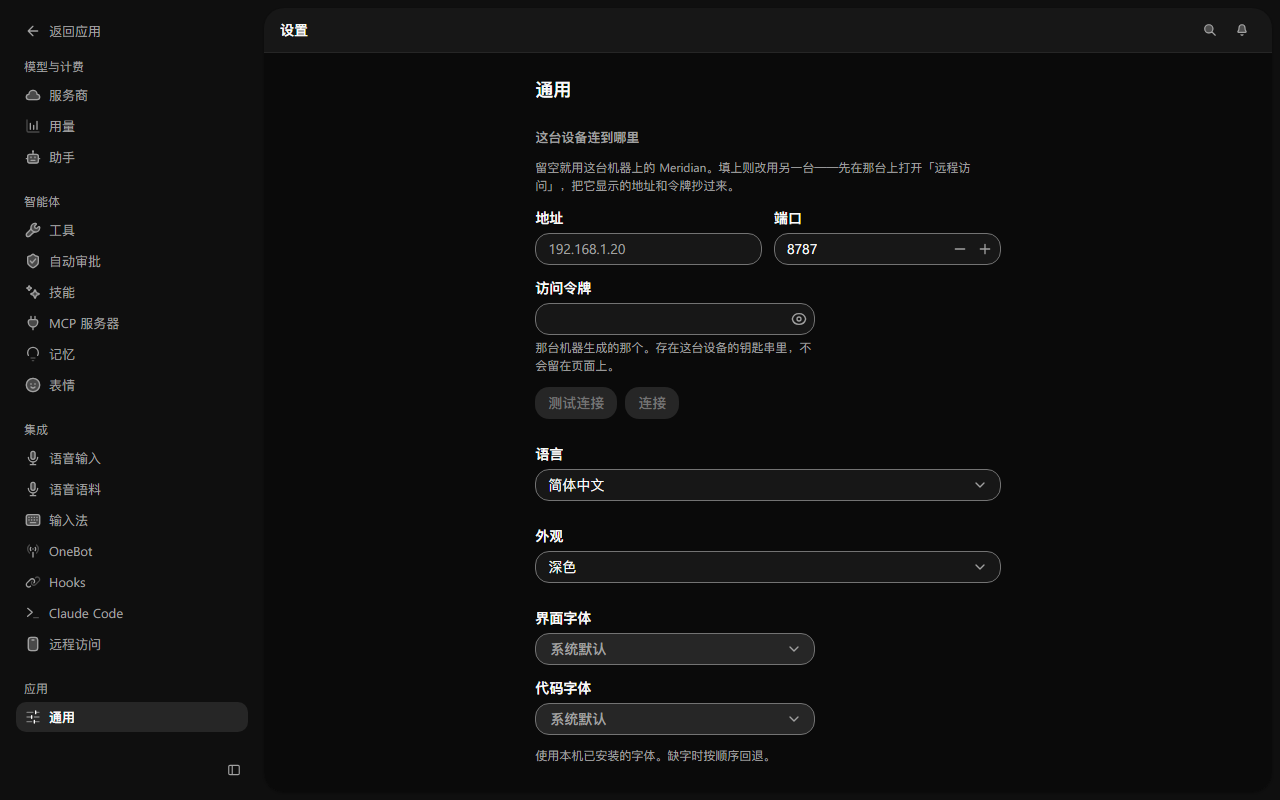 返回应用
模型与计费
服务商
用量
助手
智能体
工具
自动审批
技能
MCP 服务器
记忆
表情
集成
语音输入
语音语料
输入法
OneBot
Hooks
Claude Code
远程访问
应用
通用
设置
通用
这台设备连到哪里
留空就用这台机器上的 Meridian。填上则改用另一台——先在那台上打开「远程访
问」，把它显示的地址和令牌抄过来。
地址
端口
192.168.1.20
8787
访问令牌
那台机器生成的那个。存在这台设备的钥匙串里，不
会留在页面上。
测试连接
连接
语言
简体中文
外观
深色
界面字体
系统默认
代码字体
系统默认
使用本机已安装的字体。缺字时按顺序回退。